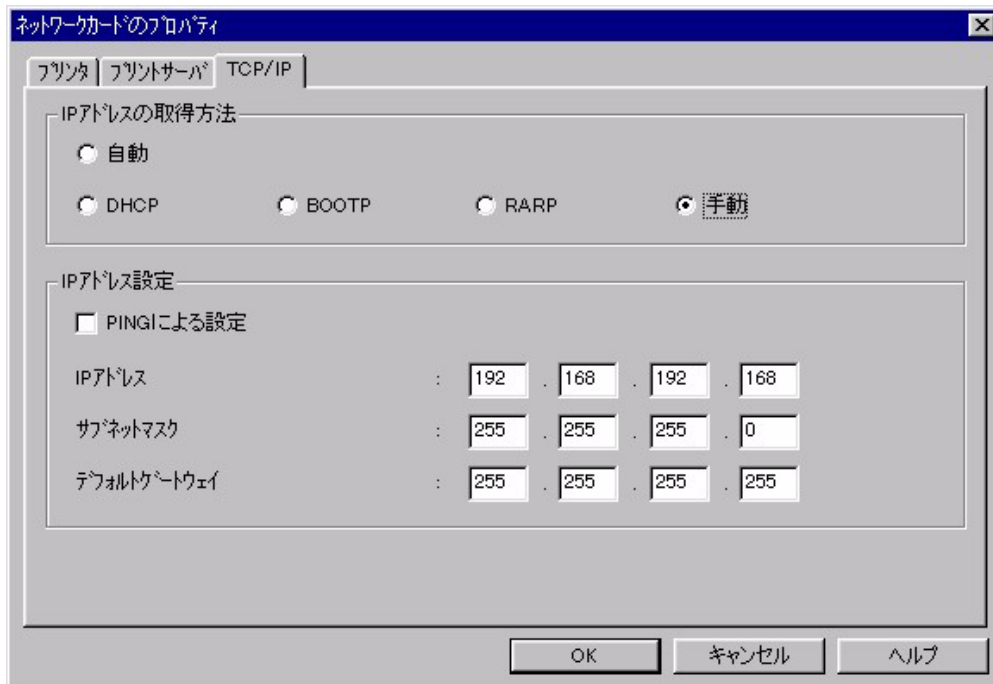 ﾈｯﾄﾜｰｸｶｰﾄﾞのﾌﾟﾛﾊﾟﾃｨ
ﾌﾟﾘﾝﾀ ﾌﾟﾘﾝﾄｻｰﾊﾞ TCP/IP
IPｱﾄﾞﾚｽの取得方法
自動
DHCP BOOTP RARP 手動
IPｱﾄﾞﾚｽ設定
PINGによる設定
IPｱﾄﾞﾚｽ : 192 . 168 . 192 . 168
ｻﾌﾞﾈｯﾄﾏｽｸ : 255 . 255 . 255 . 0
ﾃﾞﾌｫﾙﾄｹﾞｰﾄｳｪｲ : 255 . 255 . 255 . 255
OK ｷｬﾝｾﾙ ﾍﾙﾌﾟ